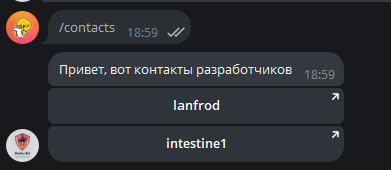 /contacts
18:59
Привет, вот контакты разработчиков
18:59
lanfrod
intestine1